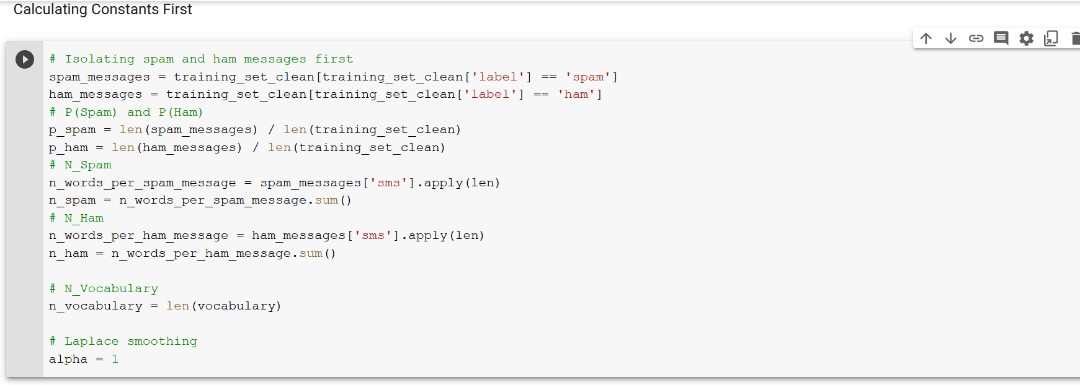 Calculating Constants First
# Isolating spam and ham messages first
spam_messages = training_set_clean[training_set_clean['label'] == 'spam']
ham_messages = training_set_clean[training_set_clean['label'] == 'ham']
# P(Spam) and P(Ham)
p_spam = len(spam_messages) / len(training_set_clean)
p_ham = len(ham_messages) / len(training_set_clean)
# N_Spam
n_words_per_spam_message = spam_messages['sms'].apply(len)
n_spam = n_words_per_spam_message.sum()
# N_Ham
n_words_per_ham_message = ham_messages['sms'].apply(len)
n_ham = n_words_per_ham_message.sum()
# N_Vocabulary
n_vocabulary = len(vocabulary)
# Laplace smoothing
alpha = 1